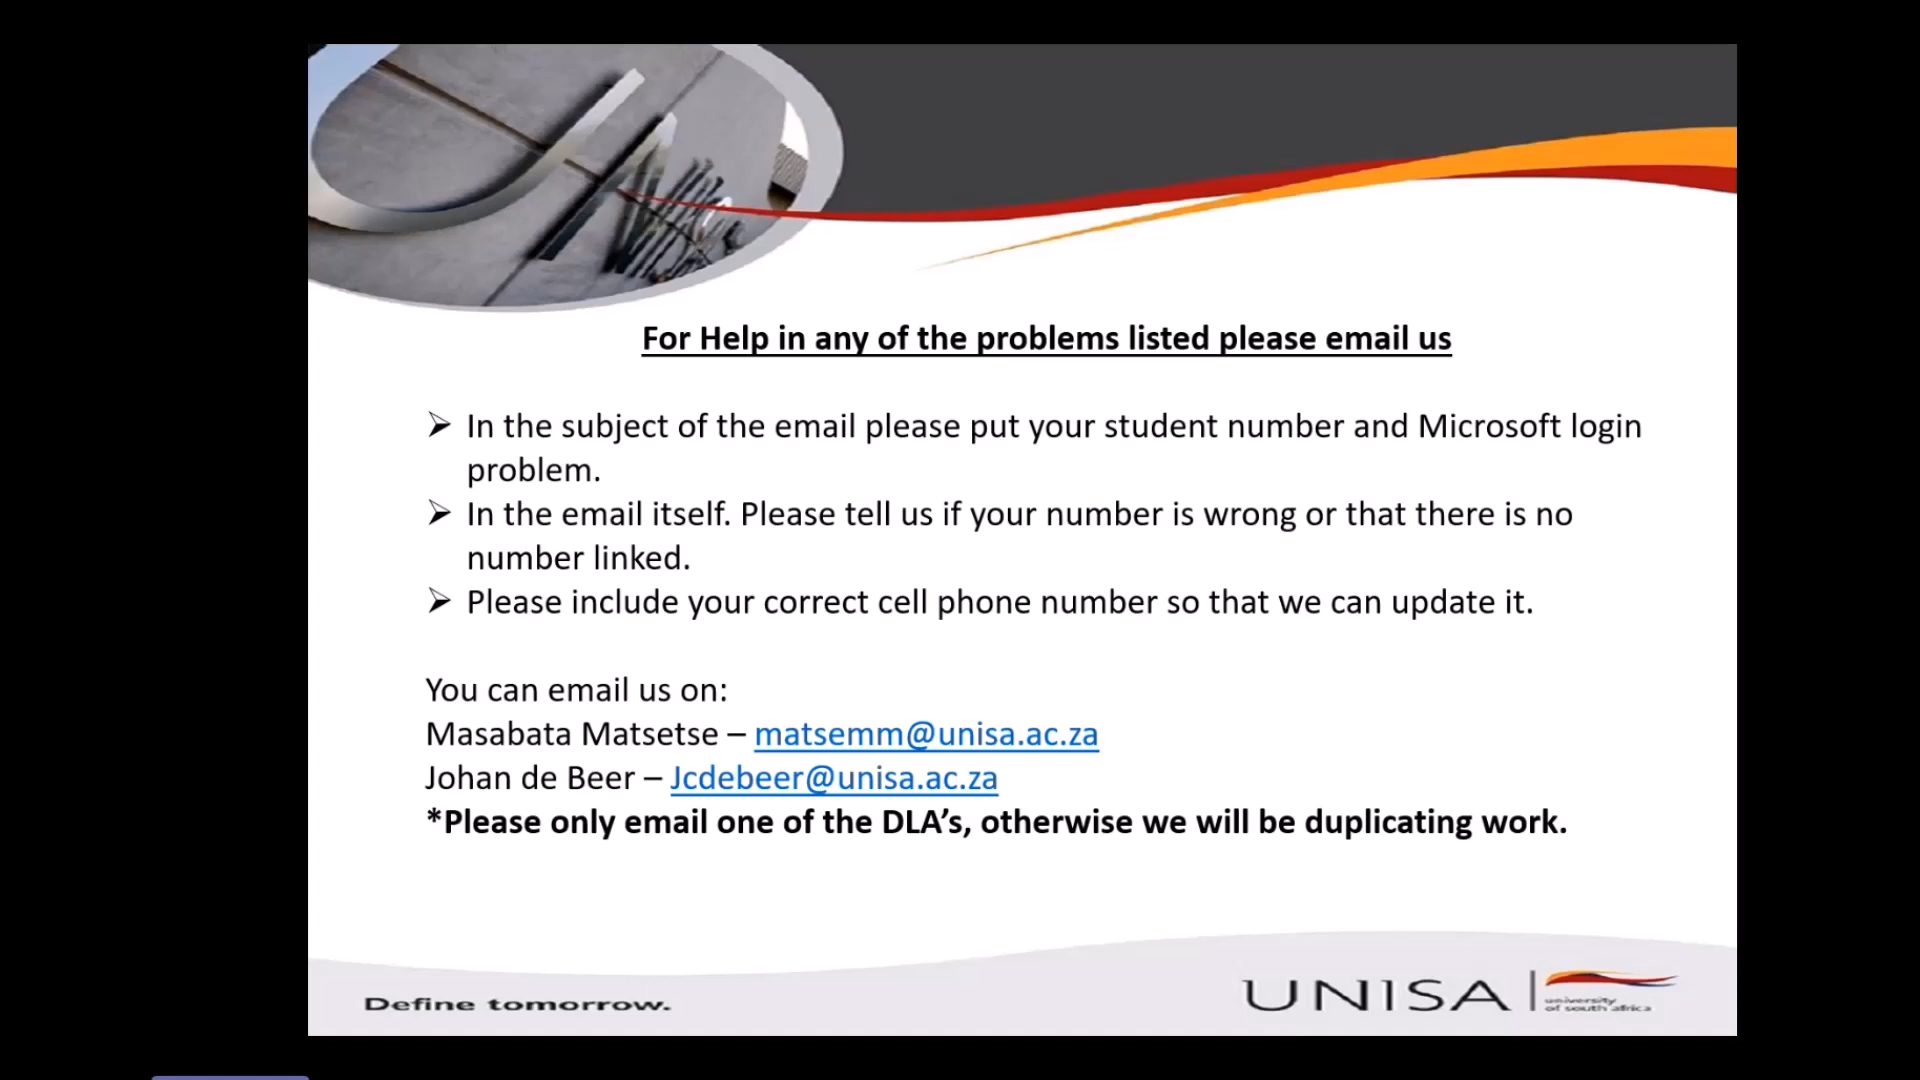 For Help in any of the problems listed please email us
➢ In the subject of the email please put your student number and Microsoft login
problem.
➢ In the email itself. Please tell us if your number is wrong or that there is no
number linked.
➢ Please include your correct cell phone number so that we can update it.
You can email us on:
Masabata Matsetse – matsemm@unisa.ac.za
Johan de Beer – Jcdebeer@unisa.ac.za
*Please only email one of the DLA’s, otherwise we will be duplicating work.
Define tomorrow.
UNISA
university
of south africa